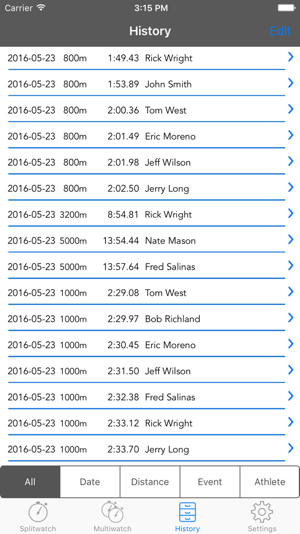 Carrier 3:15 PM
History Edit
2016-05-23 800m 1:49.43 Rick Wright
2016-05-23 800m 1:53.89 John Smith
2016-05-23 800m 2:00.36 Tom West
2016-05-23 800m 2:01.49 Eric Moreno
2016-05-23 800m 2:01.98 Jeff Wilson
2016-05-23 800m 2:02.50 Jerry Long
2016-05-23 3200m 8:54.81 Rick Wright
2016-05-23 5000m 13:54.44 Nate Mason
2016-05-23 5000m 13:57.64 Fred Salinas
2016-05-23 1000m 2:29.08 Tom West
2016-05-23 1000m 2:29.97 Bob Richland
2016-05-23 1000m 2:30.45 Eric Moreno
2016-05-23 1000m 2:31.50 Jeff Wilson
2016-05-23 1000m 2:32.38 Fred Salinas
2016-05-23 1000m 2:33.12 Rick Wright
2016-05-23 1000m 2:33.70 Jerry Long
All Date Distance Event Athlete
Splitwatch Multiwatch History Settings